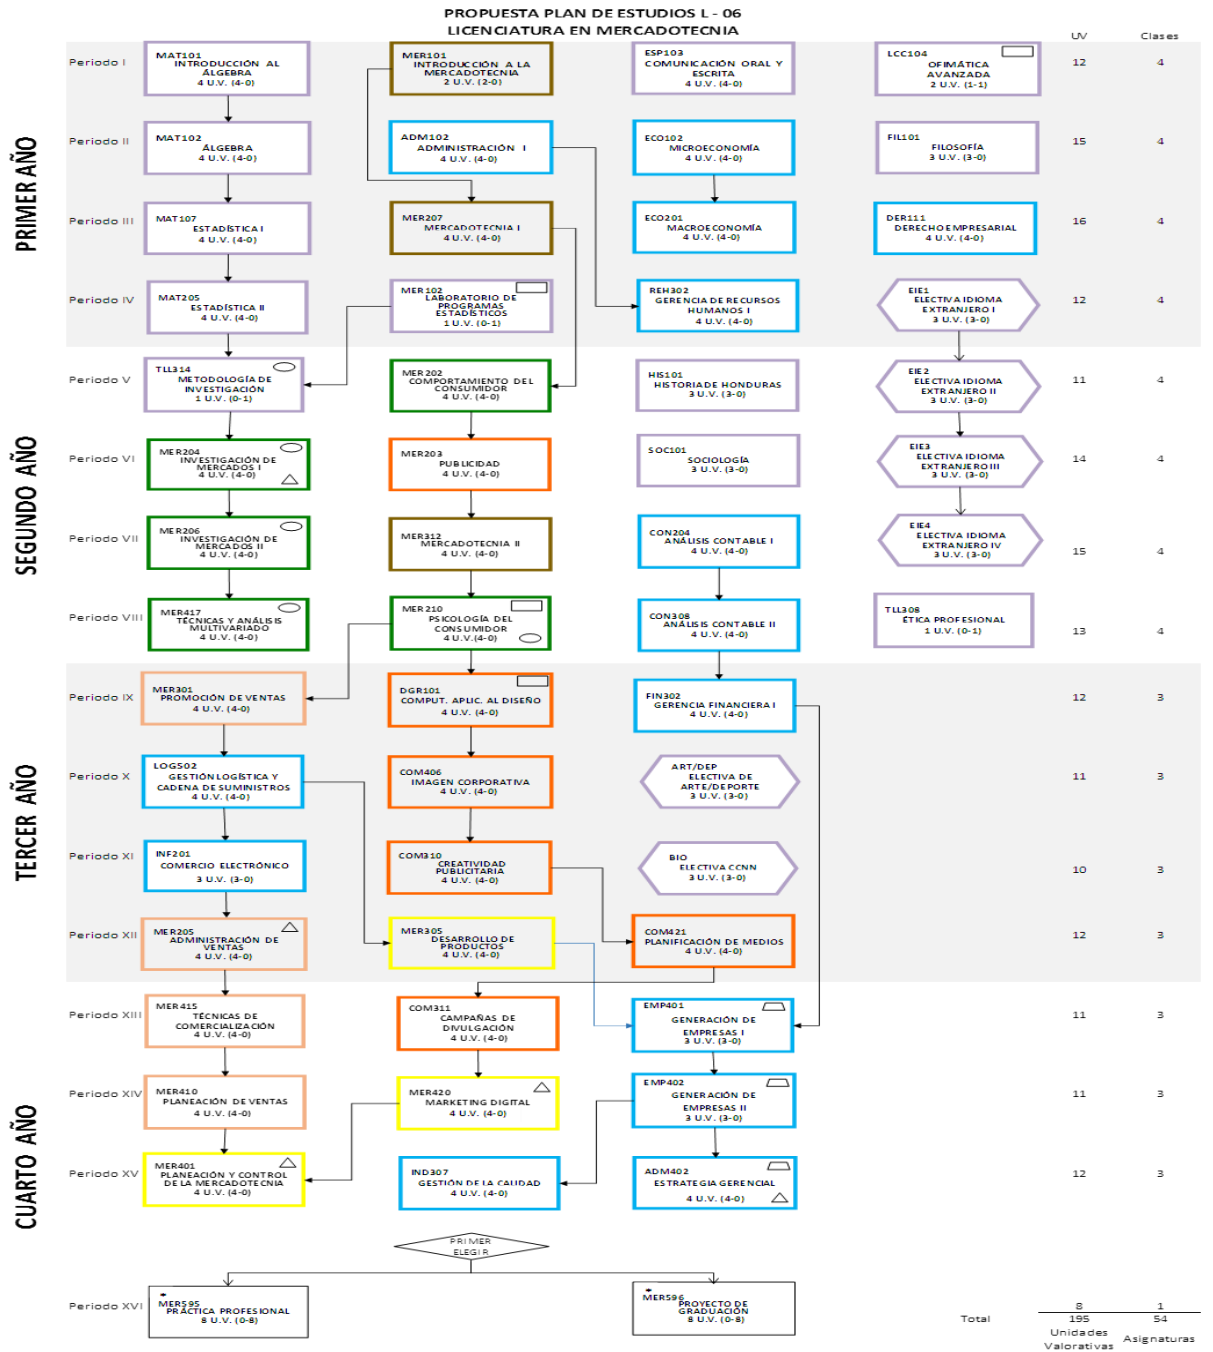 PROPUESTA PLAN DE ESTUDIOS L - 06
LICENCIATURA EN MERCADOTECNIA
UV
Clases
PRIMER AÑO
Periodo I
MAT101
INTRODUCCIÓN AL
ÁLGEBRA
4 U.V. (4-0)
MER101
INTRODUCCIÓN A LA
MERCADOTECNIA
2 U.V. (2-0)
ESP103
COMUNICACIÓN ORAL Y
ESCRITA
4 U.V. (4-0)
LCC104
OFIMÁTICA
AVANZADA
2 U.V. (1-1)
12
4
Periodo II
MAT102
ÁLGEBRA
4 U.V. (4-0)
ADM102
ADMINISTRACIÓN I
4 U.V. (4-0)
ECO102
MICROECONOMÍA
4 U.V. (4-0)
FIL101
FILOSOFÍA
3 U.V. (3-0)
15
4
Periodo III
MAT107
ESTADÍSTICA I
4 U.V. (4-0)
MER207
MERCADOTECNIA I
4 U.V. (4-0)
ECO201
MACROECONOMÍA
4 U.V. (4-0)
DER111
DERECHO EMPRESARIAL
4 U.V. (4-0)
16
4
Periodo IV
MAT205
ESTADÍSTICA II
4 U.V. (4-0)
MER102
LABORATORIO DE
PROGRAMAS
ESTADÍSTICOS
1 U.V. (0-1)
REH302
GERENCIA DE RECURSOS
HUMANOS I
4 U.V. (4-0)
EIE1
ELECTIVA IDIOMA
EXTRANJERO I
3 U.V. (3-0)
12
4
SEGUNDO AÑO
Periodo V
TLL314
METODOLOGÍA DE
INVESTIGACIÓN
1 U.V. (0-1)
MER202
COMPORTAMIENTO DEL
CONSUMIDOR
4 U.V. (4-0)
HIS101
HISTORIA DE HONDURAS
3 U.V. (3-0)
EIE2
ELECTIVA IDIOMA
EXTRANJERO II
3 U.V. (3-0)
11
4
Periodo VI
MER204
INVESTIGACIÓN DE
MERCADOS I
4 U.V. (4-0)
MER203
PUBLICIDAD
4 U.V. (4-0)
SOC101
SOCIOLOGÍA
3 U.V. (3-0)
EIE3
ELECTIVA IDIOMA
EXTRANJERO III
3 U.V. (3-0)
14
4
Periodo VII
MER206
INVESTIGACIÓN DE
MERCADOS II
4 U.V. (4-0)
MER312
MERCADOTECNIA II
4 U.V. (4-0)
CON204
ANÁLISIS CONTABLE I
4 U.V. (4-0)
EIE4
ELECTIVA IDIOMA
EXTRANJERO IV
3 U.V. (3-0)
15
4
Periodo VIII
MER417
TÉCNICAS Y ANÁLISIS
MULTIVARIADO
4 U.V. (4-0)
MER210
PSICOLOGÍA DEL
CONSUMIDOR
4 U.V.(4-0)
CON308
ANÁLISIS CONTABLE II
4 U.V. (4-0)
TLL308
ÉTICA PROFESIONAL
1 U.V. (0-1)
13
4
TERCER AÑO
Periodo IX
MER301
PROMOCIÓN DE VENTAS
4 U.V. (4-0)
DGR101
COMPUT. APLIC. AL DISEÑO
4 U.V. (4-0)
FIN302
GERENCIA FINANCIERA I
4 U.V. (4-0)
12
3
Periodo X
LOG502
GESTIÓN LOGÍSTICA Y
CADENA DE SUMINISTROS
4 U.V. (4-0)
COM406
IMAGEN CORPORATIVA
4 U.V. (4-0)
ART/DEP
ELECTIVA DE
ARTE/DEPORTE
3 U.V. (3-0)
11
3
Periodo XI
INF201
COMERCIO ELECTRÓNICO
3 U.V. (3-0)
COM310
CREATIVIDAD
PUBLICITARIA
4 U.V. (4-0)
BIO
ELECTIVA CCNN
3 U.V. (3-0)
10
3
Periodo XII
MER205
ADMINISTRACIÓN DE
VENTAS
4 U.V. (4-0)
MER305
DESARROLLO DE
PRODUCTOS
4 U.V. (4-0)
COM421
PLANIFICACIÓN DE MEDIOS
4 U.V. (4-0)
12
3
CUARTO AÑO
Periodo XIII
MER415
TÉCNICAS DE
COMERCIALIZACIÓN
4 U.V. (4-0)
COM311
CAMPAÑAS DE
DIVULGACIÓN
4 U.V. (4-0)
EMP401
GENERACIÓN DE
EMPRESAS I
3 U.V. (3-0)
11
3
Periodo XIV
MER410
PLANEACIÓN DE VENTAS
4 U.V. (4-0)
MER420
MARKETING DIGITAL
4 U.V. (4-0)
EMP402
GENERACIÓN DE
EMPRESAS II
3 U.V. (3-0)
11
3
Periodo XV
MER401
PLANEACIÓN Y CONTROL
DE LA MERCADOTECNIA
4 U.V. (4-0)
IND307
GESTIÓN DE LA CALIDAD
4 U.V. (4-0)
ADM402
ESTRATEGIA GERENCIAL
4 U.V. (4-0)
12
3
PRIMER
ELEGIR
Periodo XVI
*
MER595
PRÁCTICA PROFESIONAL
8 U.V. (0-8)
*
MER596
PROYECTO DE
GRADUACIÓN
8 U.V. (0-8)
8
1
Total
195
54
Unidades
Valorativas
Asignaturas